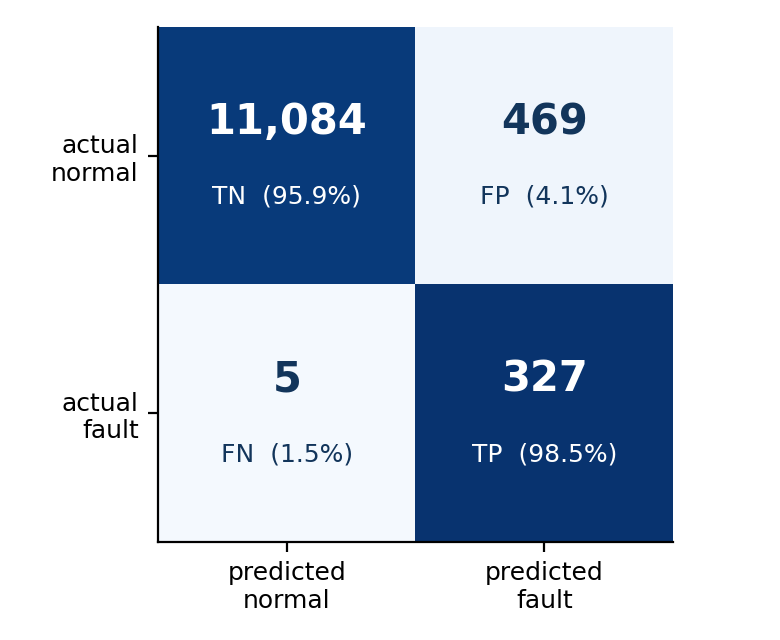 actual
normal
11,084
TN (95.9%)
469
FP (4.1%)
actual
fault
5
FN (1.5%)
327
TP (98.5%)
predicted
normal
predicted
fault